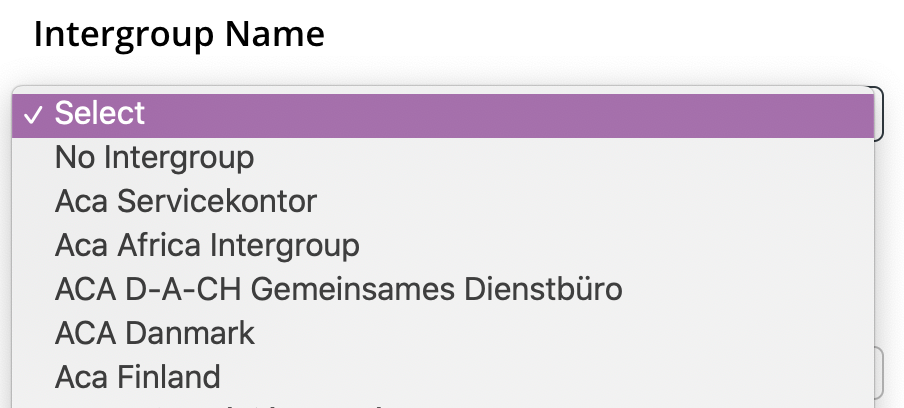 Intergroup Name
✓ Select
No Intergroup
Aca Servicekontor
Aca Africa Intergroup
ACA D-A-CH Gemeinsames Dienstbüro
ACA Danmark
Aca Finland